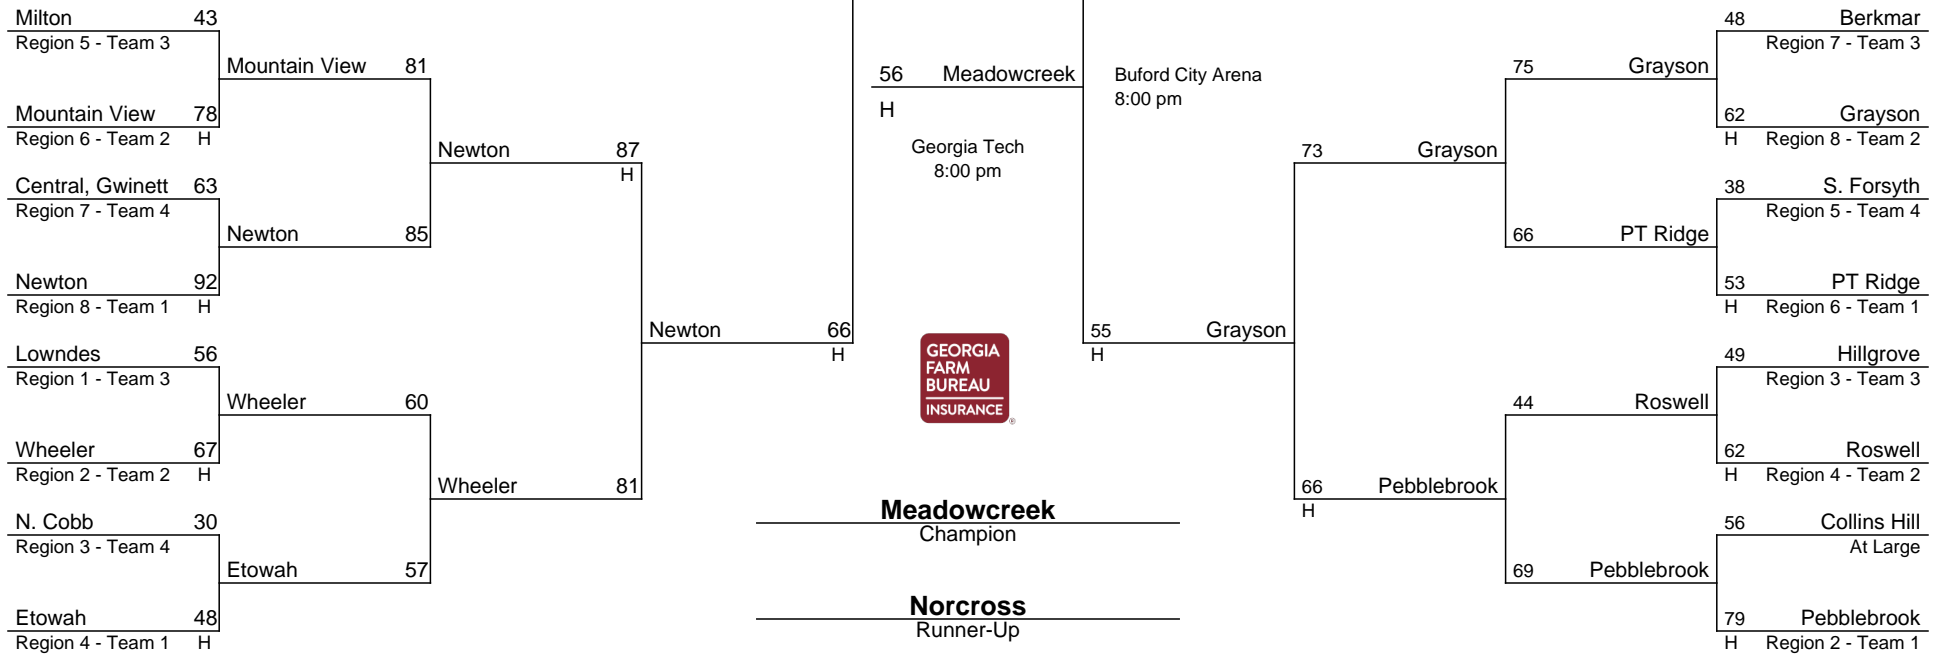 Milton 43
Region 5 - Team 3
Mountain View 81
Mountain View 78
Region 6 - Team 2 H
Newton 87
H
Central, Gwinett 63
Region 7 - Team 4
Newton 85
Newton 92
Region 8 - Team 1 H
Newton 66
H
Lowndes 56
Region 1 - Team 3
Wheeler 60
Wheeler 67
Region 2 - Team 2 H
Wheeler 81
N. Cobb 30
Region 3 - Team 4
Etowah 57
Etowah 48
Region 4 - Team 1 H
56 Meadowcreek
H
Georgia Tech
8:00 pm
Buford City Arena
8:00 pm
GEORGIA
FARM
BUREAU
INSURANCE
®
Meadowcreek
Champion
Norcross
Runner-Up
55 Grayson
H
73 Grayson
66 Pebblebrook
H
75 Grayson
66 PT Ridge
44 Roswell
69 Pebblebrook
48 Berkmar
Region 7 - Team 3
62 Grayson
H Region 8 - Team 2
38 S. Forsyth
Region 5 - Team 4
53 PT Ridge
H Region 6 - Team 1
49 Hillgrove
Region 3 - Team 3
62 Roswell
H Region 4 - Team 2
56 Collins Hill
At Large
79 Pebblebrook
H Region 2 - Team 1